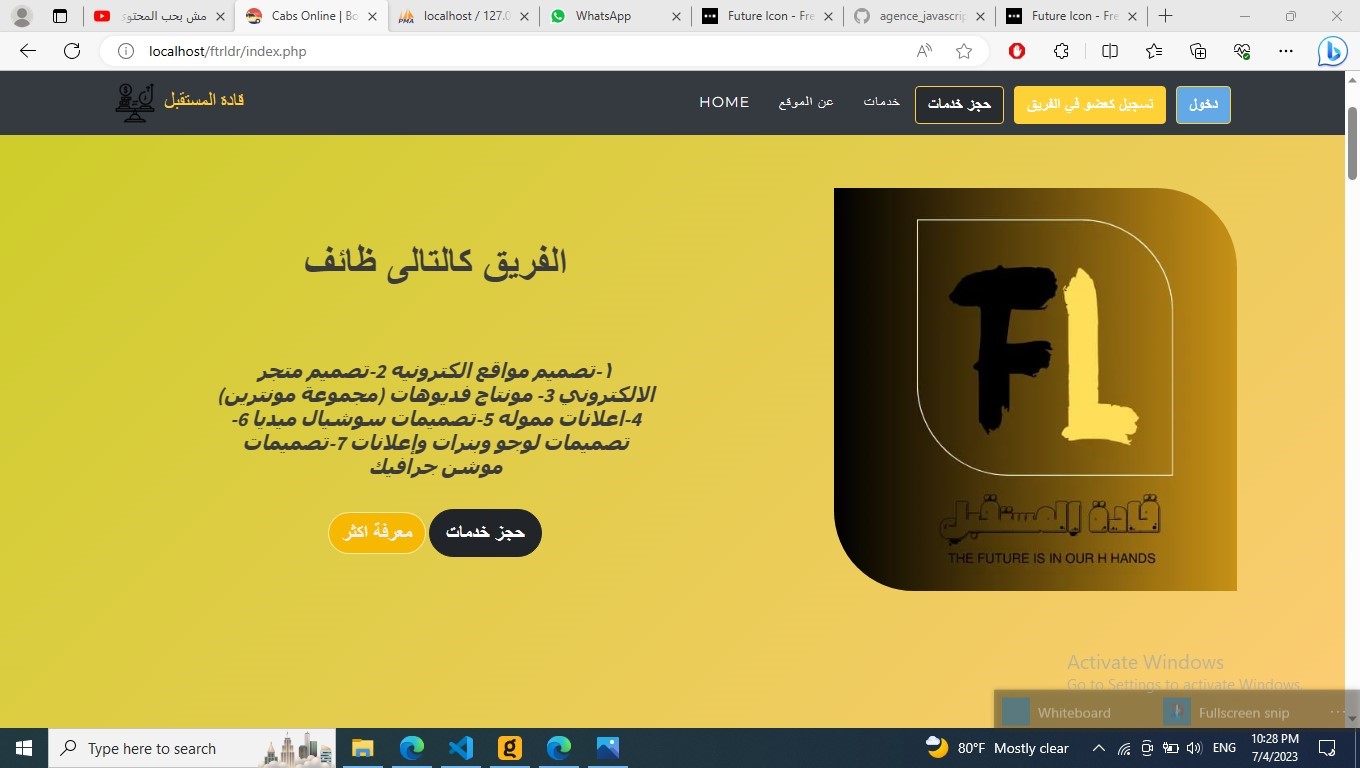 مش بحب المحتوى
Cabs Online | Bo
localhost / 127.0
WhatsApp
Future Icon - Fre
agence_javascrip
Future Icon - Fre
localhost/ftrldr/index.php
قادة المستقبل
HOME
عن الموقع
خدمات
حجز خدمات
تسجيل كعضو في الفريق
دخول
الفريق كالتالى ظائف
١-تصميم مواقع الكترونيه 2-تصميم متجر
الالكتروني 3- مونتاج فديوهات (مجموعة مونترين)
4-اعلانات مموله 5-تصميمات سوشيال ميديا 6-
تصميمات لوجو وبنرات وإعلانات 7-تصميمات
موشن جرافيك
معرفة اكثر
حجز خدمات
FL
قادة المستقبل
THE FUTURE IS IN OUR H HANDS
Activate Windows
Go to Settings to activate Windows.
Whiteboard
Fullscreen snip
Type here to search
80°F Mostly clear
ENG
10:28 PM
7/4/2023